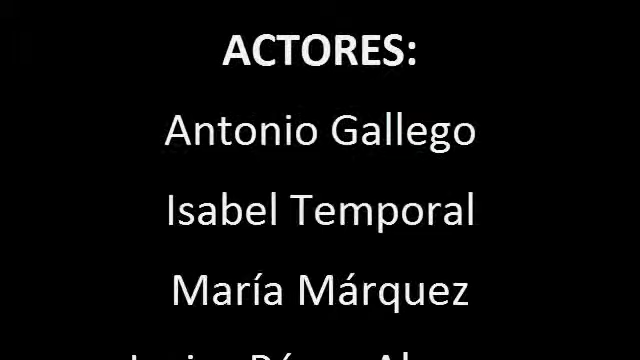 ACTORES:
Antonio Gallego
Isabel Temporal
María Márquez